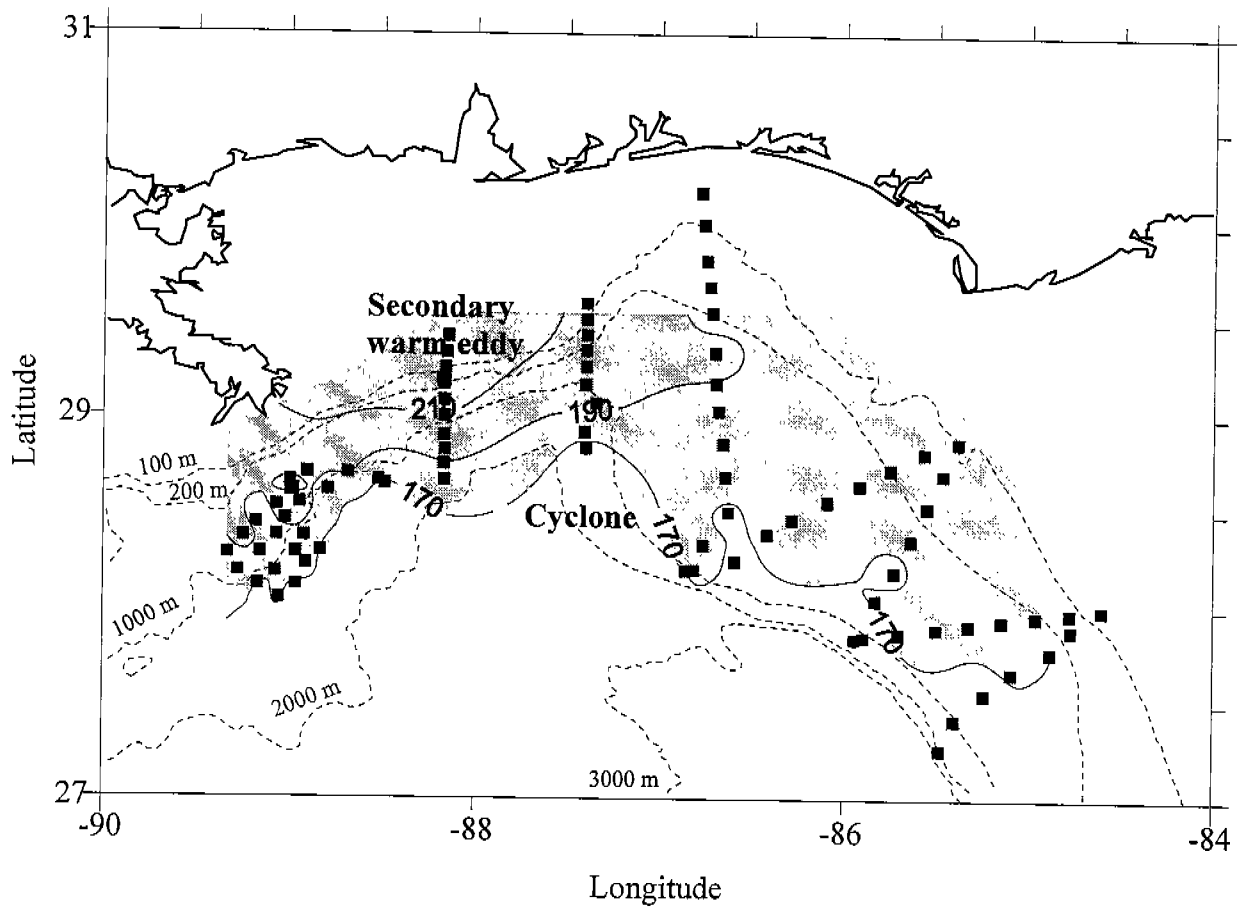 31
Secondary
warm eddy
Latitude
29
210
190
100 m
200 m
170
Cyclone
170
1000 m
170
2000 m
3000 m
27
-90
-88
-86
-84
Longitude